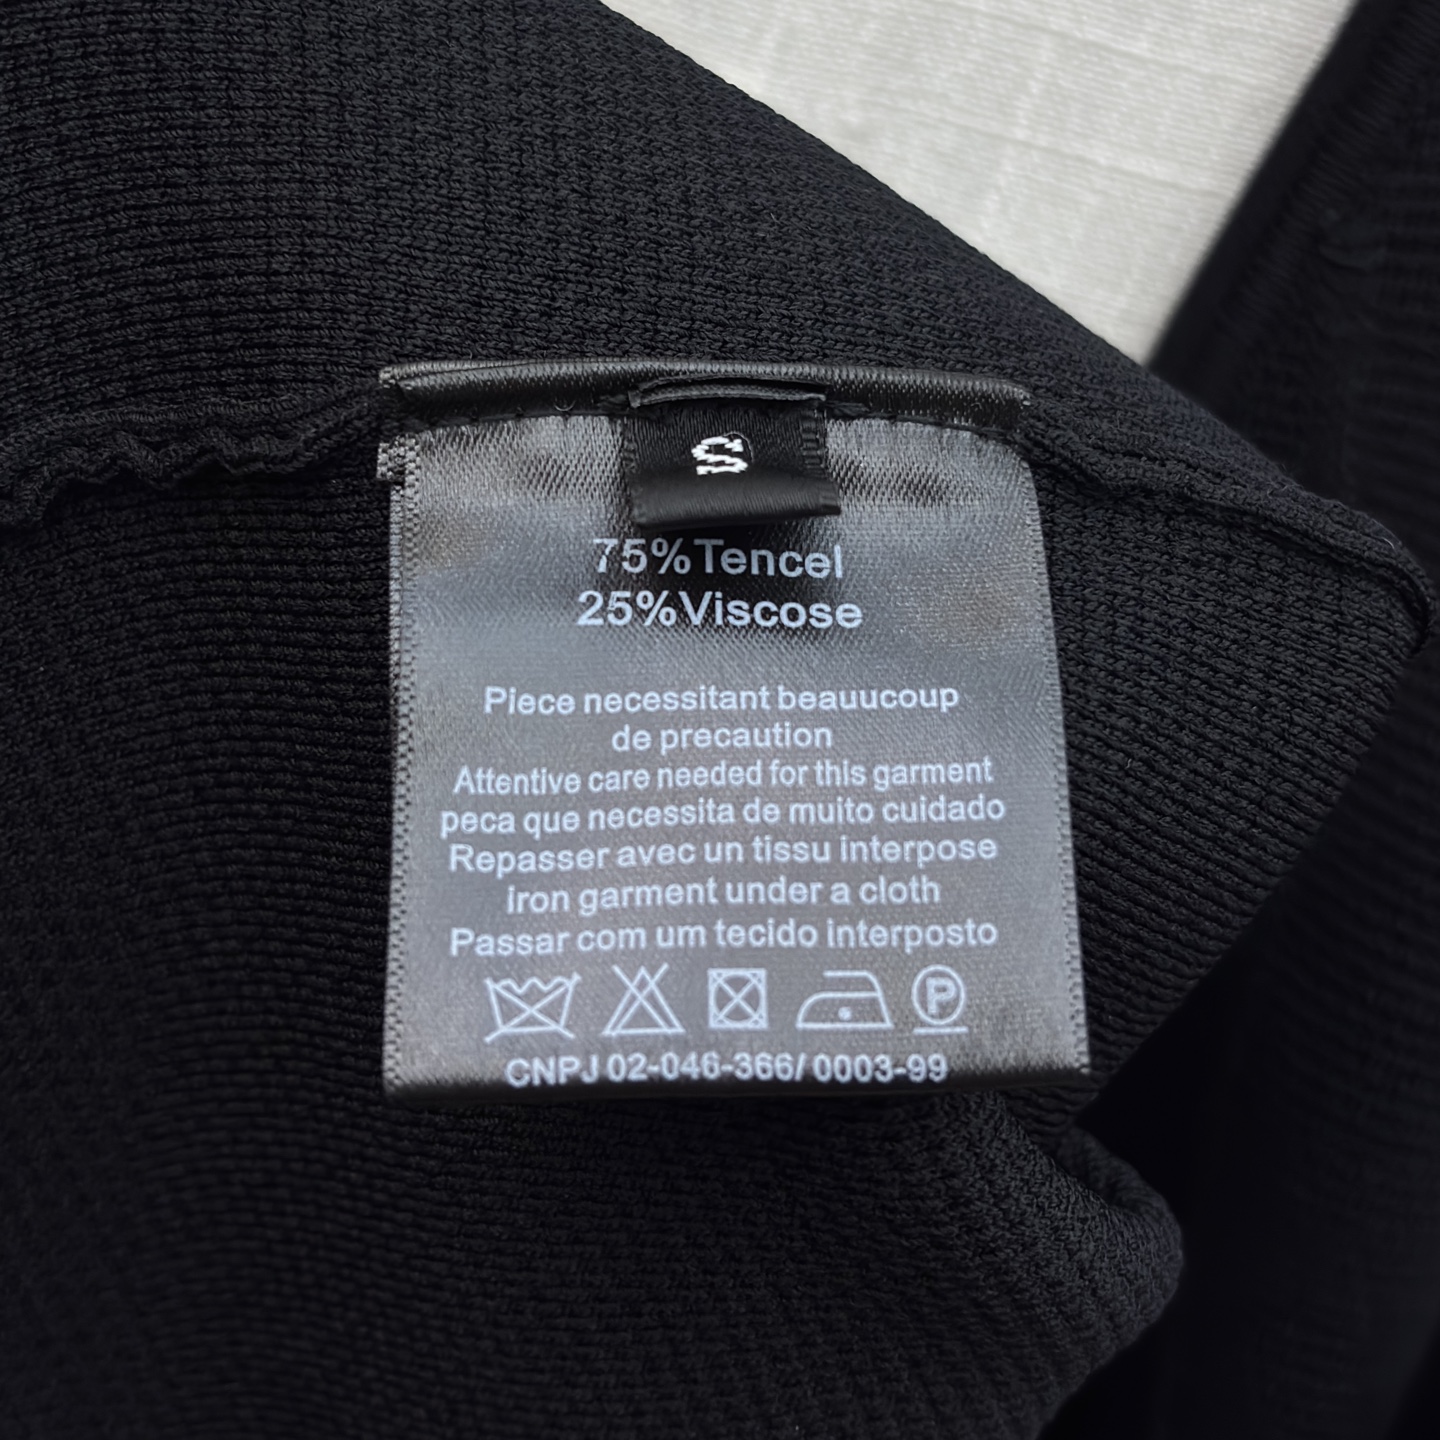 S
75%Tencel
25%Viscose
Piece necessitant beauucoup
de precaution
Attentive care needed for this garment
peca que necessita de muito cuidado
Repasser avec un tissu interpose
iron garment under a cloth
Passar com um tecido interposto
P
CNPJ 02-046-366/0003-99